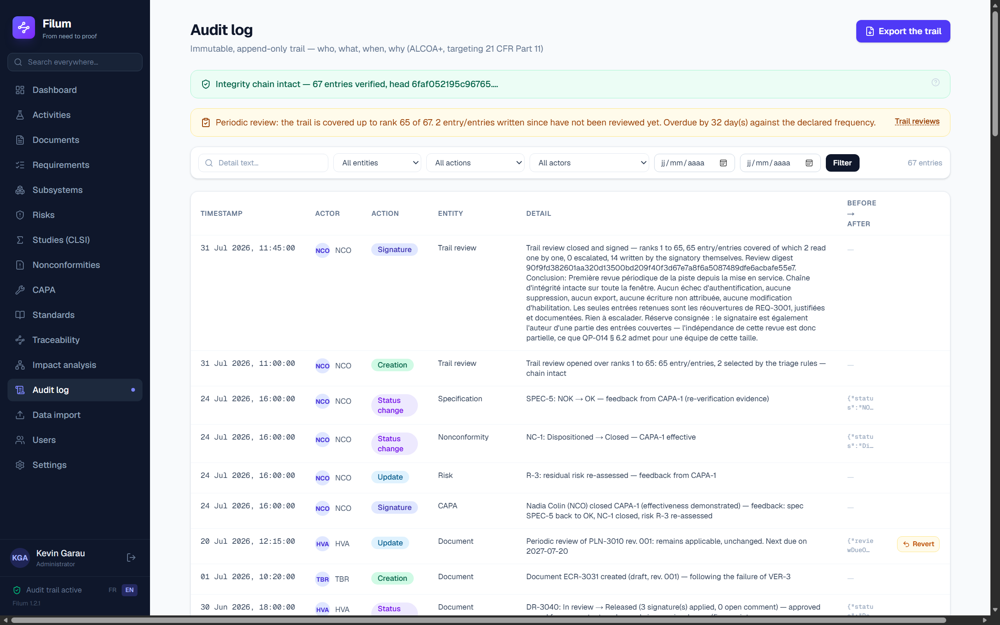 Filum
From need to proof
Search everywhere...
Dashboard
Activities
Documents
Requirements
Subsystems
Risks
Studies (CLSI)
Nonconformities
CAPA
Standards
Traceability
Impact analysis
Audit log
Data import
Users
Settings
KGA
Kevin Garau
Administrator
Audit trail active
FR
EN
Filum 1.2.1
Audit log
Immutable, append-only trail — who, what, when, why (ALCOA+, targeting 21 CFR Part 11)
Export the trail
Integrity chain intact — 67 entries verified, head 6faf052195c96765....
Periodic review: the trail is covered up to rank 65 of 67. 2 entry/entries written since have not been reviewed yet. Overdue by 32 day(s) against the declared frequency.
Trail reviews
Detail text...
All entities
All actions
All actors
jj/mm/aaaa
jj/mm/aaaa
Filter
67 entries
TIMESTAMP
ACTOR
ACTION
ENTITY
DETAIL
BEFORE
→
AFTER
31 Jul 2026, 11:45:00
NCO
NCO
Signature
Trail review
Trail review closed and signed — ranks 1 to 65, 65 entry/entries covered of which 2 read
one by one, 0 escalated, 14 written by the signatory themselves. Review digest
90f9fd382601aa320d13500bd209f40f3d67e7a8f6a5087489dfe6acbafe55e7.
Conclusion: Première revue périodique de la piste depuis la mise en service. Chaîne
d'intégrité intacte sur toute la fenêtre. Aucun échec d'authentification, aucune
suppression, aucun export, aucune écriture non attribuée, aucune modification
d'habilitation. Les seules entrées retenues sont les réouvertures de REQ-3001, justifiées
et documentées. Rien à escalader. Réserve consignée : le signataire est également
l'auteur d'une partie des entrées couvertes — l'indépendance de cette revue est donc
partielle, ce que QP-014 § 6.2 admet pour une équipe de cette taille.
—
31 Jul 2026, 11:00:00
NCO
NCO
Creation
Trail review
Trail review opened over ranks 1 to 65: 65 entry/entries, 2 selected by the triage rules —
chain intact
—
24 Jul 2026, 16:00:00
NCO
NCO
Status
change
Specification
SPEC-5: NOK → OK — feedback from CAPA-1 (re-verification evidence)
{"statu
s":"NO…
24 Jul 2026, 16:00:00
NCO
NCO
Status
change
Nonconformity
NC-1: Dispositioned → Closed — CAPA-1 effective
{"statu
s":"Di…
24 Jul 2026, 16:00:00
NCO
NCO
Update
Risk
R-3: residual risk re-assessed — feedback from CAPA-1
—
24 Jul 2026, 16:00:00
NCO
NCO
Signature
CAPA
Nadia Colin (NCO) closed CAPA-1 (effectiveness demonstrated) — feedback: spec
SPEC-5 back to OK, NC-1 closed, risk R-3 re-assessed
—
20 Jul 2026, 12:15:00
HVA
HVA
Update
Document
Periodic review of PLN-3010 rev. 001: remains applicable, unchanged. Next due on
2027-07-20
{"revie
wDueO…
Revert
01 Jul 2026, 10:20:00
TBR
TBR
Creation
Document
Document ECR-3031 created (draft, rev. 001) — following the failure of VER-3
—
30 Jun 2026, 18:00:00
HVA
HVA
Status
Document
DR-3040: In review → Released (3 signature(s) applied, 0 open comment) — approved
{"statu